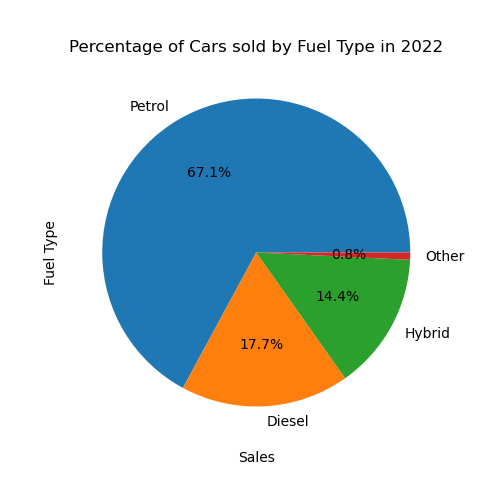 Percentage of Cars sold by Fuel Type in 2022
Petrol
67.1%
Fuel Type
0.8%
Other
14.4%
Hybrid
17.7%
Diesel
Sales